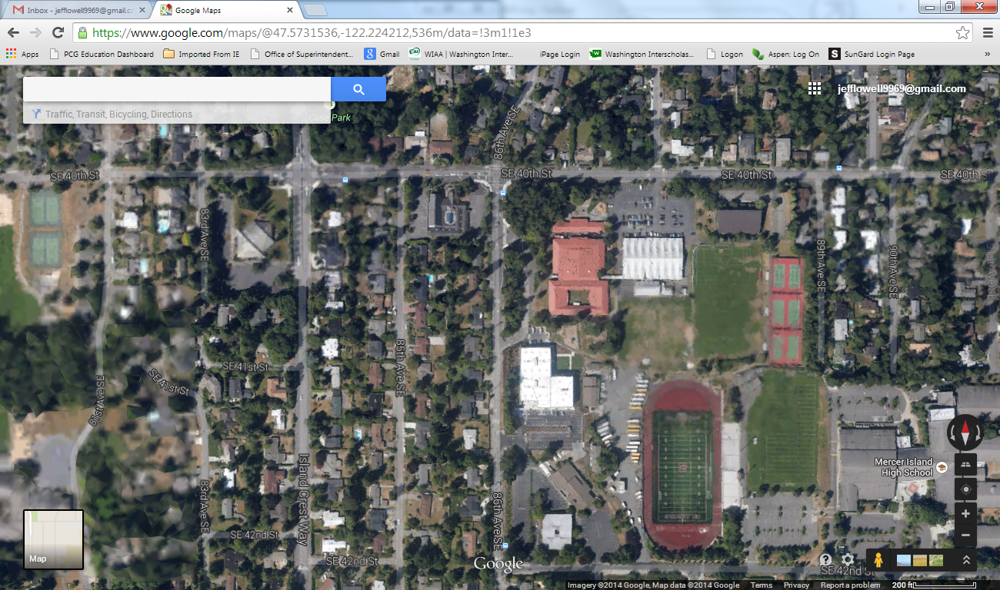 Inbox - jefflowell9969@gmail.co
Google Maps
https://www.google.com/maps/@47.5731536,-122.224212,536m/data=!3m1!1e3
Apps
PCG Education Dashboard
Imported From IE
Office of Superintendent...
Gmail
WIAA | Washington Inter...
iPage Login
Washington Interscholas...
Logon
Aspen: Log On
SunGard Login Page
»
jefflowell9969@gmail.com
Traffic, Transit, Bicycling, Directions
Clise Park
86th Ave SE
SE 40th St
SE 40th St
SE 40th St
SE 40th St
83rd Ave SE
89th Ave SE
90th Ave SE
85th Ave SE
SE 41st St
SE 41st St
81st Ave SE
Mercer Island
High School
Island Crest Way
83rd Ave SE
86th Ave SE
SE 42nd St
SE 42nd St
SE 42nd St
Map
Google
Imagery ©2014 Google, Map data ©2014 Google
Terms
Privacy
Report a problem
200 ft